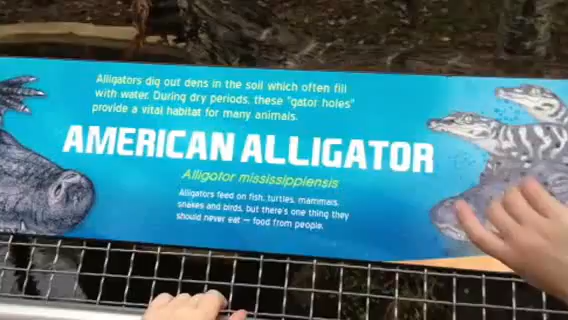 Alligators dig out dens in the soil which often fill
with water. During dry periods, these "gator holes"
provide a vital habitat for many animals.
AMERICAN ALLIGATOR
Alligator mississippiensis
Alligators feed on fish, turtles, mammals,
snakes and birds, but there's one thing they
should never eat — food from people.